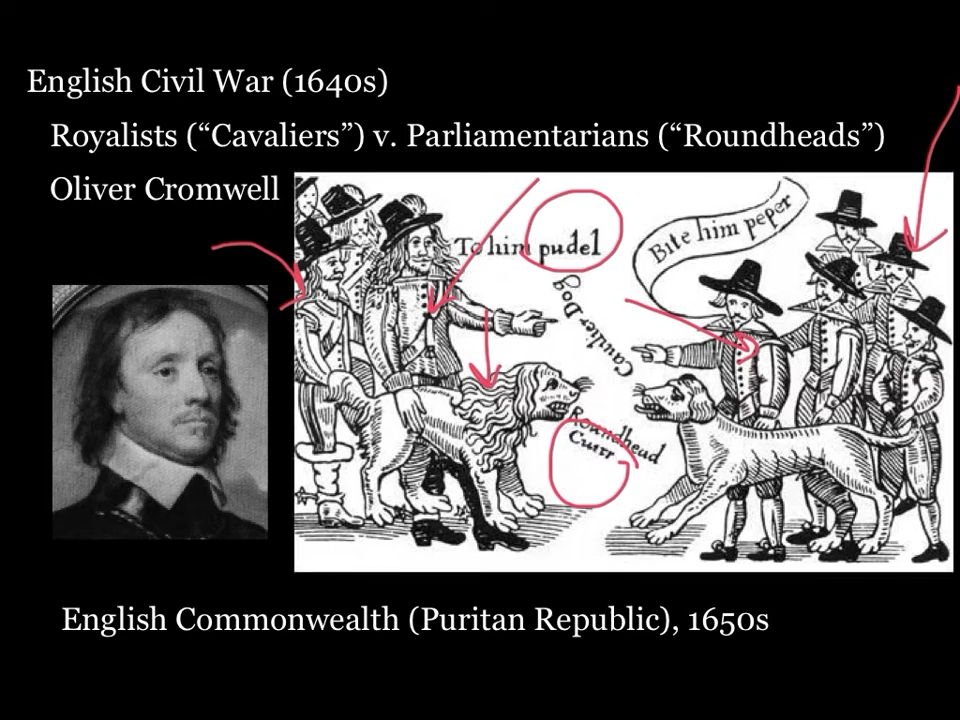 English Civil War (1640s)
Royalists (“Cavaliers”) v. Parliamentarians (“Roundheads”)
Oliver Cromwell
To him pudel
Bite him peper
Cavalier Dog
Roundhead
Curr
English Commonwealth (Puritan Republic), 1650s